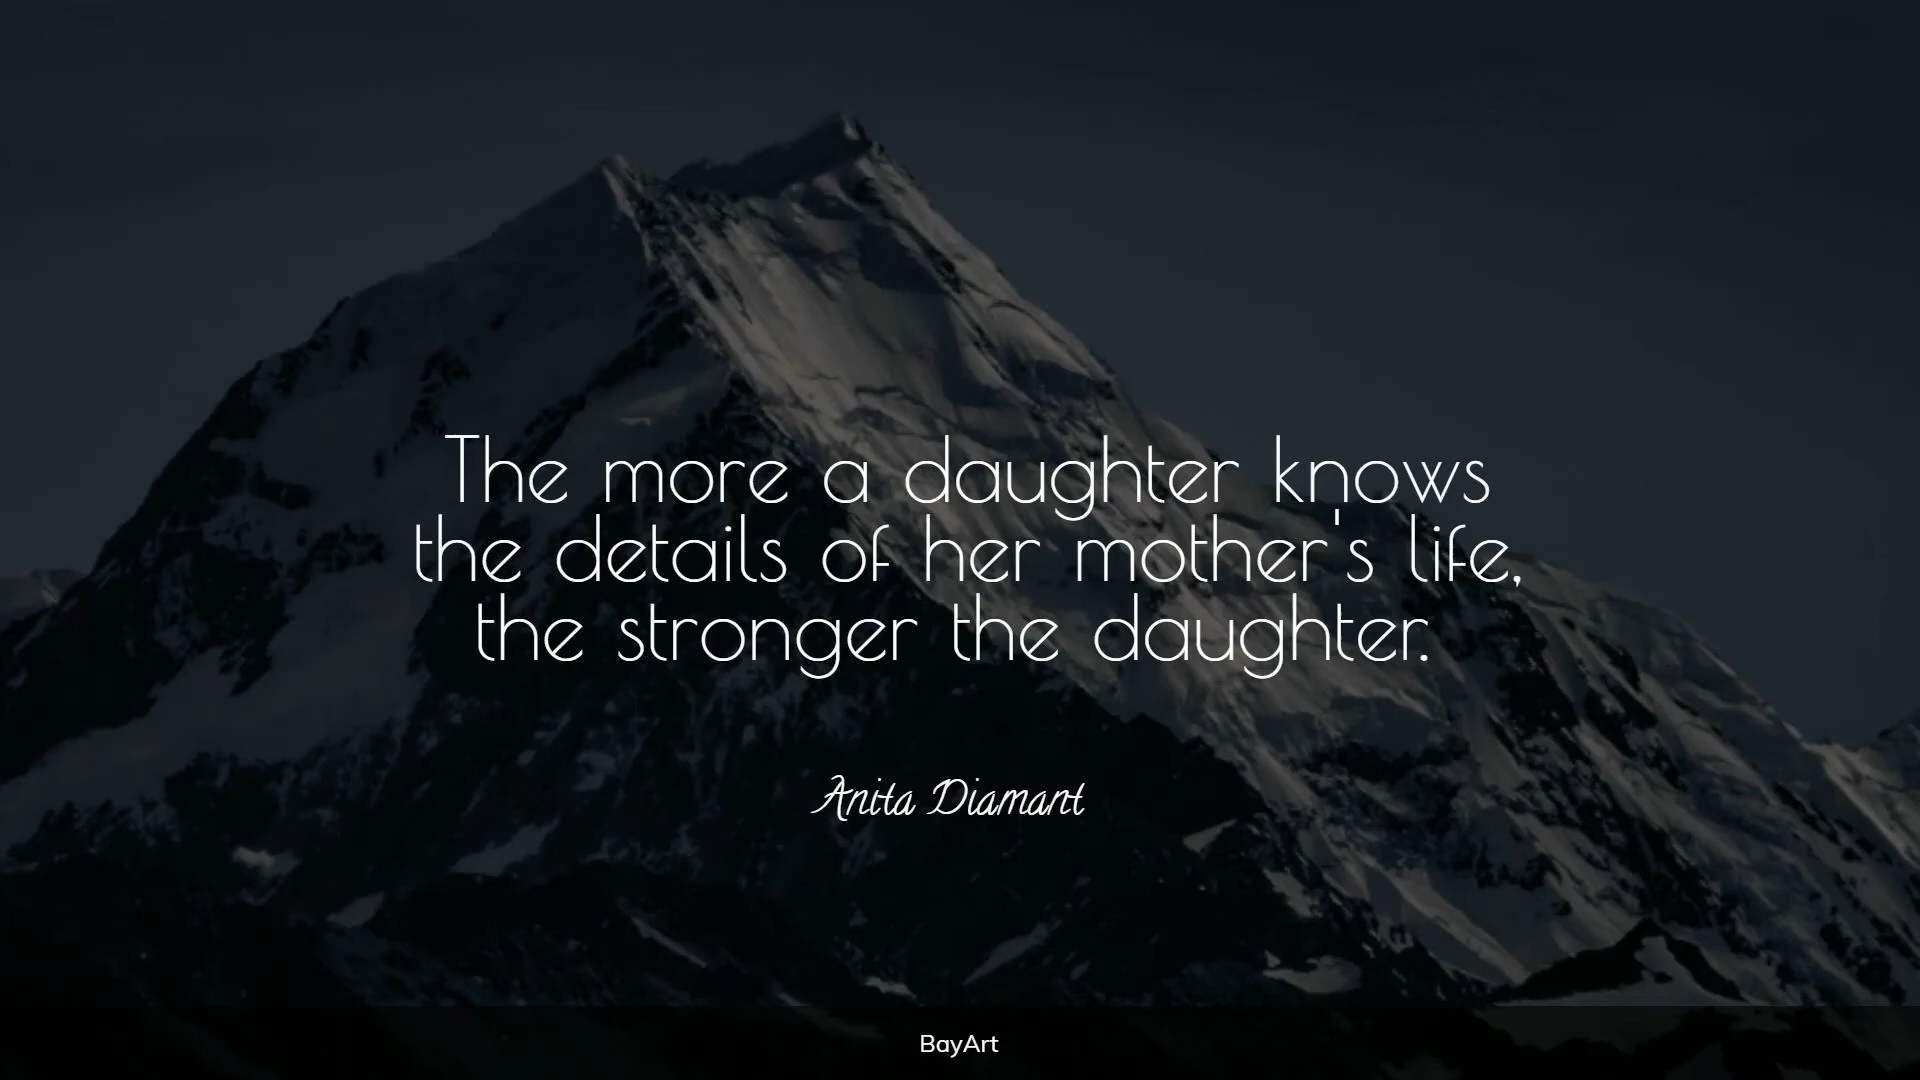 The more a daughter knows
the details of her mother's life,
the stronger the daughter.
Anita Diamant
BayArt